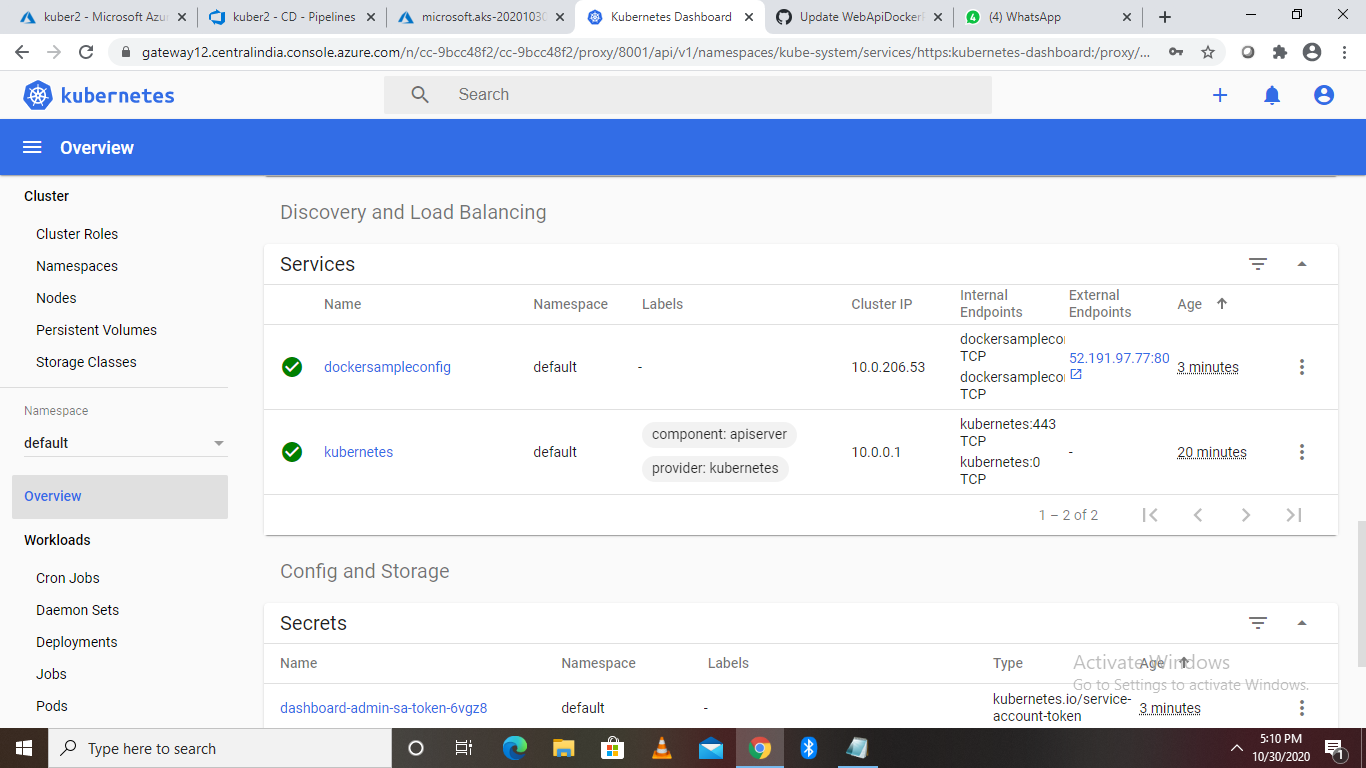 kuber2 - Microsoft Azu
kuber2 - CD - Pipelines
microsoft.aks-2020103
Kubernetes Dashboard
Update WebApiDocker
(4) WhatsApp
gateway12.centralindia.console.azure.com/n/cc-9bcc48f2/cc-9bcc48f2/proxy/8001/api/v1/namespaces/kube-system/services/https:kubernetes-dashboard:/proxy/...
kubernetes
Search
Overview
Cluster
Cluster Roles
Namespaces
Nodes
Persistent Volumes
Storage Classes
Namespace
default
Overview
Workloads
Cron Jobs
Daemon Sets
Deployments
Jobs
Pods
Discovery and Load Balancing
Services
Name Namespace Labels Cluster IP Internal Endpoints External Endpoints Age
dockersampleconfig default - 10.0.206.53
dockersamplecon
TCP
dockersamplecon
TCP
52.191.97.77:80
3 minutes
kubernetes default
component: apiserver
provider: kubernetes
10.0.0.1
kubernetes:443
TCP
kubernetes:0
TCP
-
20 minutes
1 – 2 of 2
Config and Storage
Secrets
Name Namespace Labels Type Age
dashboard-admin-sa-token-6vgz8 default -
kubernetes.io/service-
account-token
3 minutes
Activate Windows
Go to Settings to activate Windows.
Type here to search
5:10 PM
10/30/2020
1